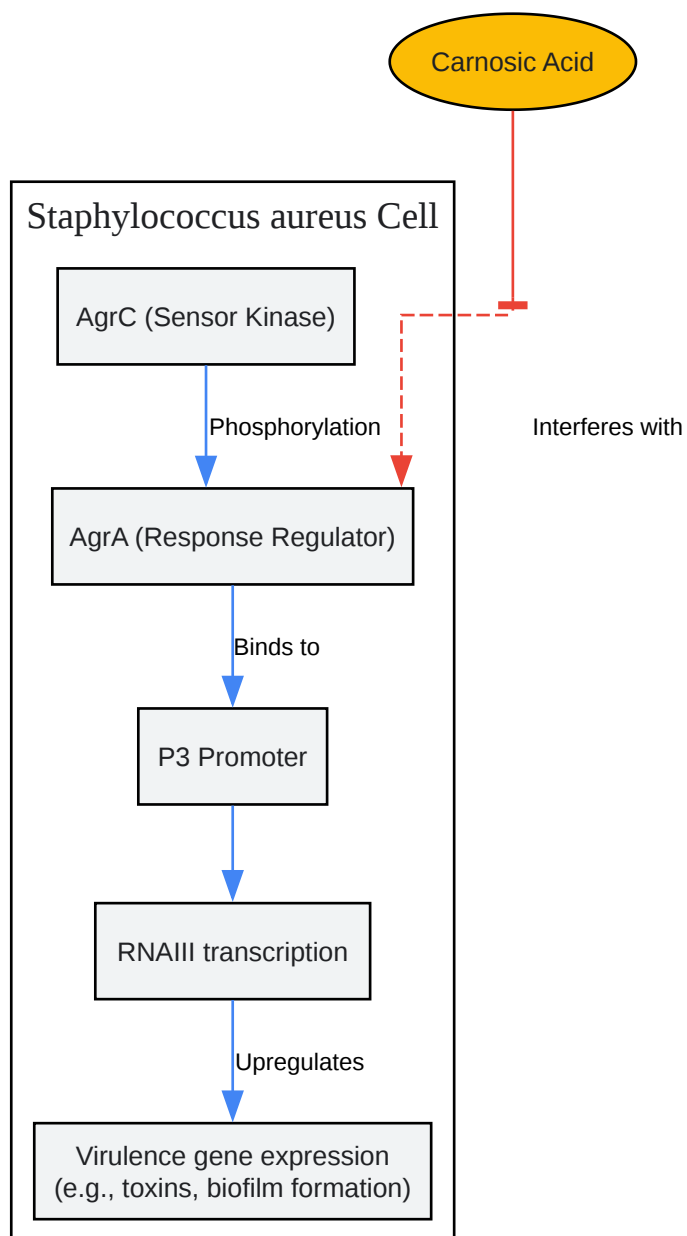 Carnosic Acid
Staphylococcus aureus Cell
AgrC (Sensor Kinase)
Phosphorylation
Interferes with
AgrA (Response Regulator)
Binds to
P3 Promoter
RNAIII transcription
Upregulates
Virulence gene expression
(e.g., toxins, biofilm formation)